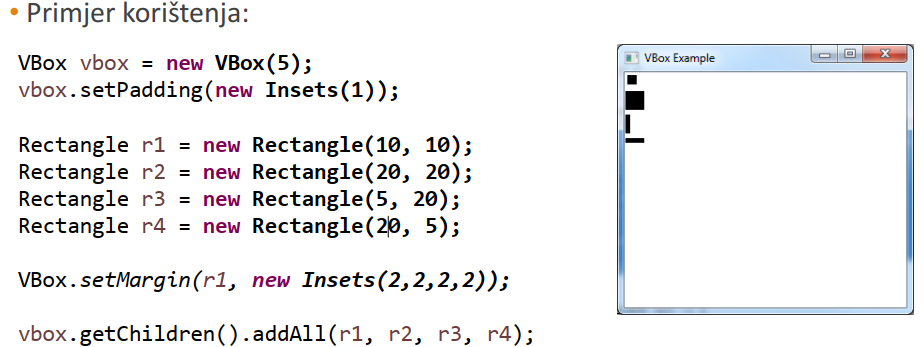 • Primjer korištenja:
VBox vbox = new VBox(5);
vbox.setPadding(new Insets(1));
Rectangle r1 = new Rectangle(10, 10);
Rectangle r2 = new Rectangle(20, 20);
Rectangle r3 = new Rectangle(5, 20);
Rectangle r4 = new Rectangle(20, 5);
VBox.setMargin(r1, new Insets(2,2,2,2));
vbox.getChildren().addAll(r1, r2, r3, r4);
VBox Example